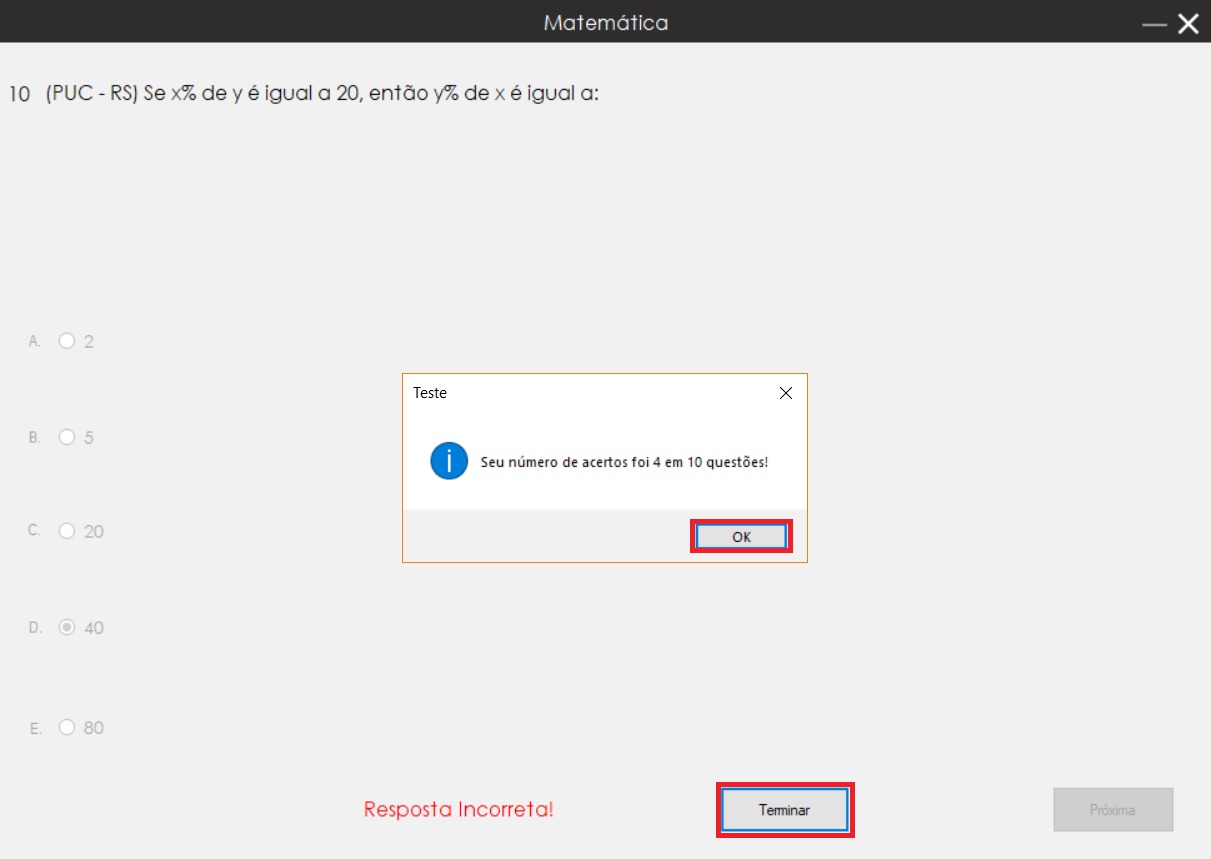 Matemática
10 (PUC - RS) Se x% de y é igual a 20, então y% de x é igual a:
A. 2
B. 5
C. 20
D. 40
E. 80
Teste
Seu número de acertos foi 4 em 10 questões!
OK
Resposta Incorreta!
Terminar
Próxima